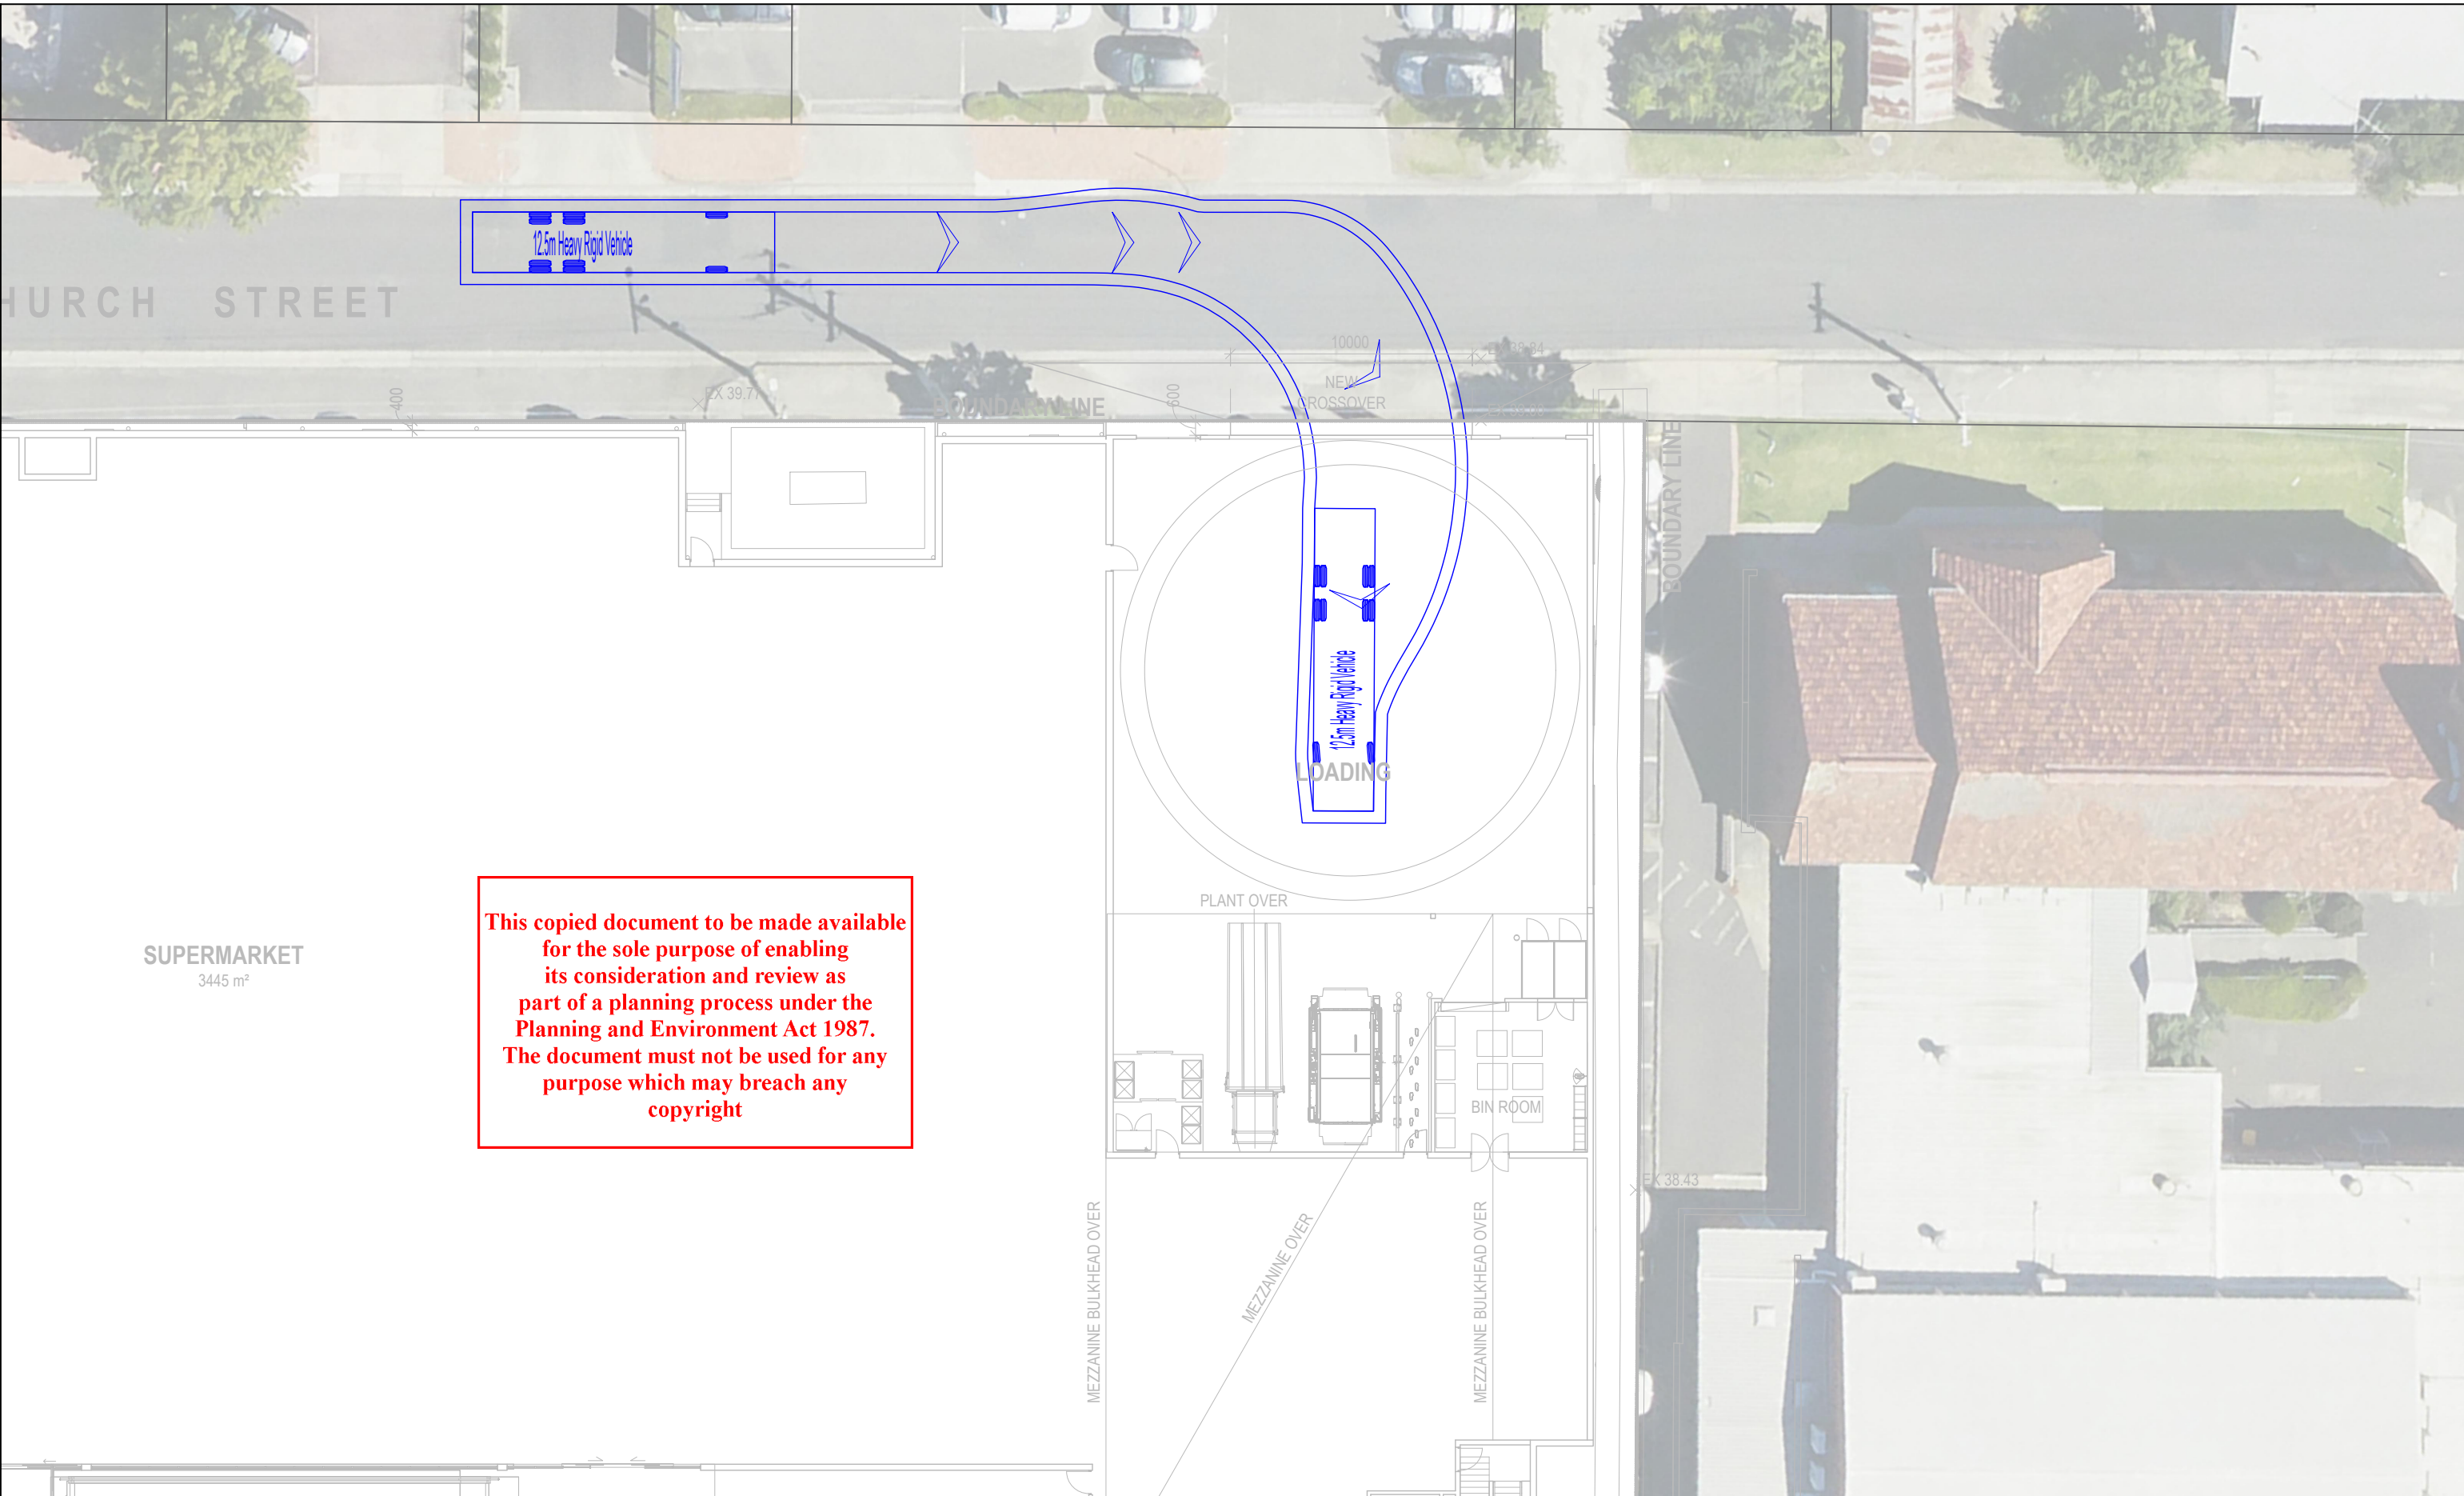 12.5m Heavy Rigid Vehicle
HURCH STREET
10000
NEW
CROSSOVER
EX 39.77
400
BOUNDARY LINE
600
BOUNDARY LINE
12.5m Heavy Rigid Vehicle
LOADING
PLANT OVER
SUPERMARKET
3445 m²
This copied document to be made available
for the sole purpose of enabling
its consideration and review as
part of a planning process under the
Planning and Environment Act 1987.
The document must not be used for any
purpose which may breach any
copyright
BIN ROOM
EX 38.43
MEZZANINE BULKHEAD OVER
MEZZANINE OVER
MEZZANINE BULKHEAD OVER